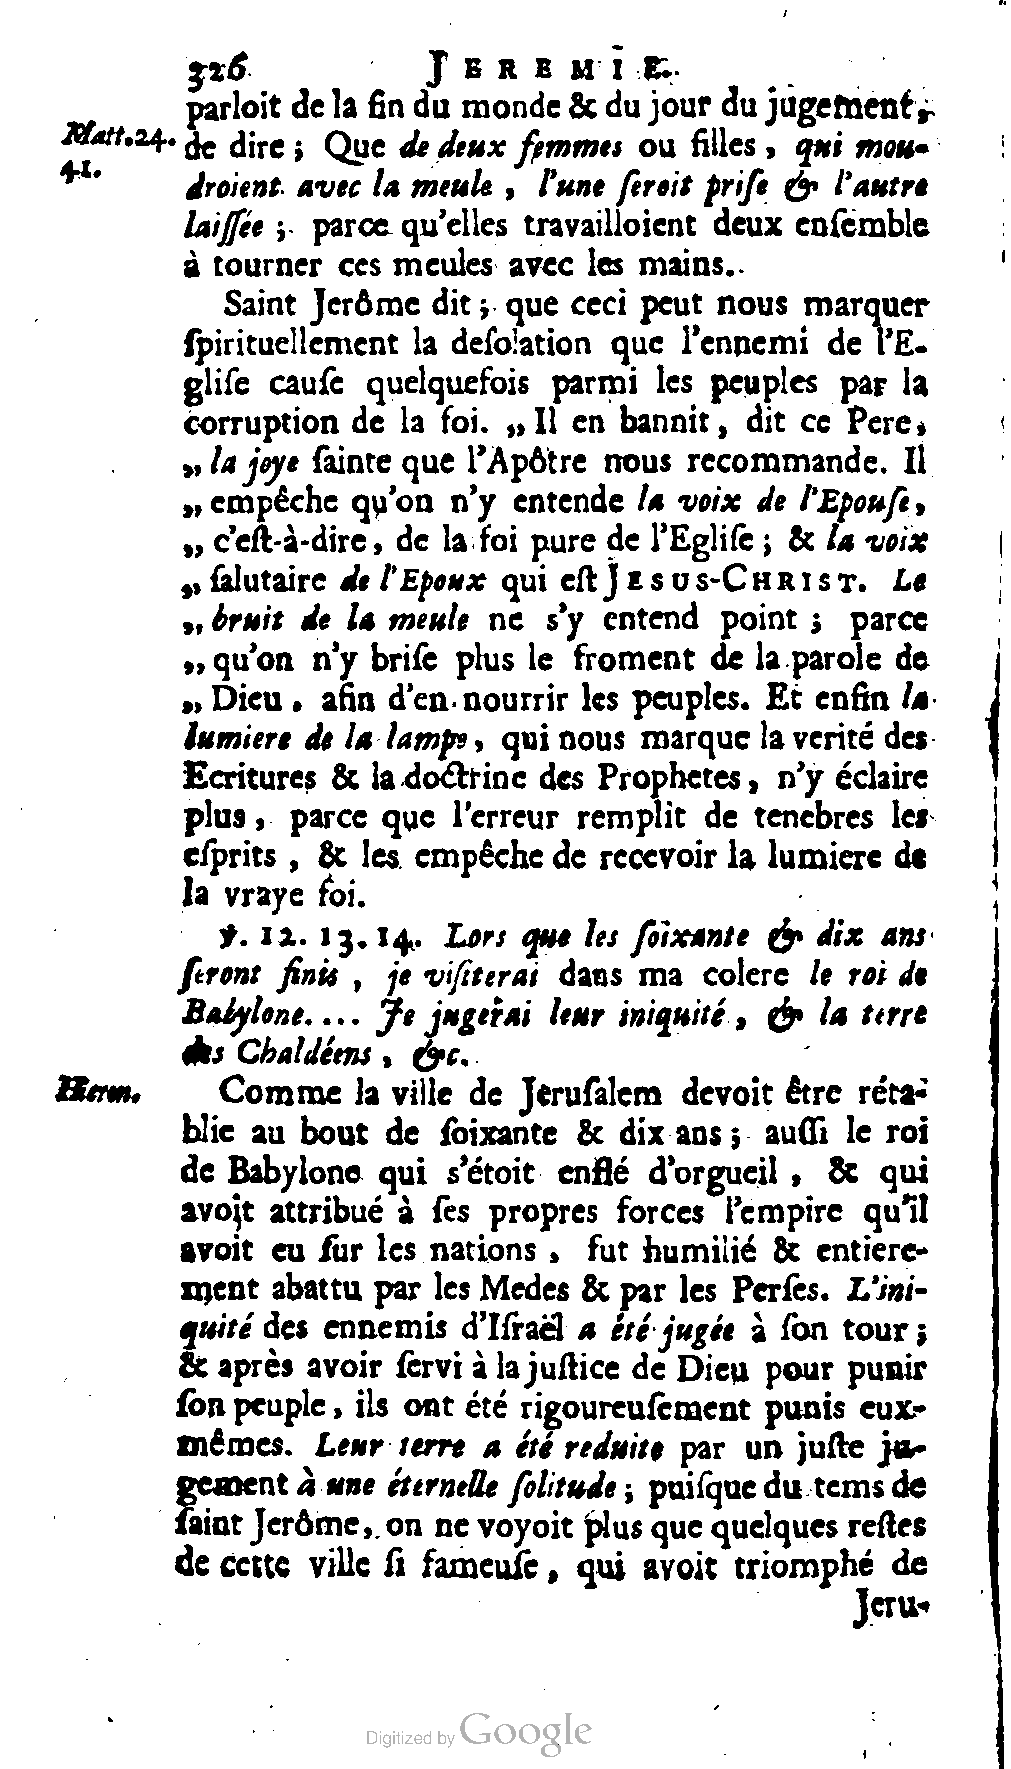 326 JEREMIE.
parloit de la fin du monde & du jour du jugement,
Matt.24. de dire ; Que de deux femmes ou filles , qui mou-
41. droient avec la meule , l'une ſeroit priſe & l'autre
laiſſée ; parce qu'elles travailloient deux enſemble
à tourner ces meules avec les mains.
Saint Jerôme dit ; que ceci peut nous marquer
ſpirituellement la deſolation que l'ennemi de l'E-
gliſe cauſe quelquefois parmi les peuples par la
corruption de la foi. „ Il en bannit, dit ce Pere,
„ la joye ſainte que l'Apôtre nous recommande. Il
„ empêche qu'on n'y entende la voix de l'Epouſe,
„ c'eſt-à-dire, de la foi pure de l'Egliſe ; & la voix
„ ſalutaire de l'Epoux qui eſt JESUS-CHRIST. Le
„ bruit de la meule ne s'y entend point ; parce
„ qu'on n'y briſe plus le froment de la parole de
„ Dieu , afin d'en nourrir les peuples. Et enfin la
lumiere de la lampe, qui nous marque la verité des
Ecritures & la doctrine des Prophetes, n'y éclaire
plus , parce que l'erreur remplit de tenebres les
eſprits , & les empêche de recevoir la lumiere de
la vraye foi.
℣. 12. 13. 14. Lors que les ſoixante & dix ans
ſeront finis , je viſiterai dans ma colere le roi de
Babylone.... Je jugerai leur iniquité , & la terre
des Chaldéens , &c.
Hieron. Comme la ville de Jeruſalem devoit être réta-
blie au bout de ſoixante & dix ans ; auſſi le roi
de Babylone qui s'étoit enflé d'orgueil , & qui
avoit attribué à ſes propres forces l'empire qu'il
avoit eu ſur les nations , fut humilié & entiere-
ment abattu par les Medes & par les Perſes. L'ini-
quité des ennemis d'Iſraël a été jugée à ſon tour ;
& après avoir ſervi à la juſtice de Dieu pour punir
ſon peuple, ils ont été rigoureuſement punis eux-
mêmes. Leur terre a été reduite par un juſte ju-
gement à une éternelle ſolitude ; puiſque du tems de
ſaint Jerôme, on ne voyoit plus que quelques reſtes
de cette ville ſi fameuſe , qui avoit triomphé de
Jeru-
Digitized by Google